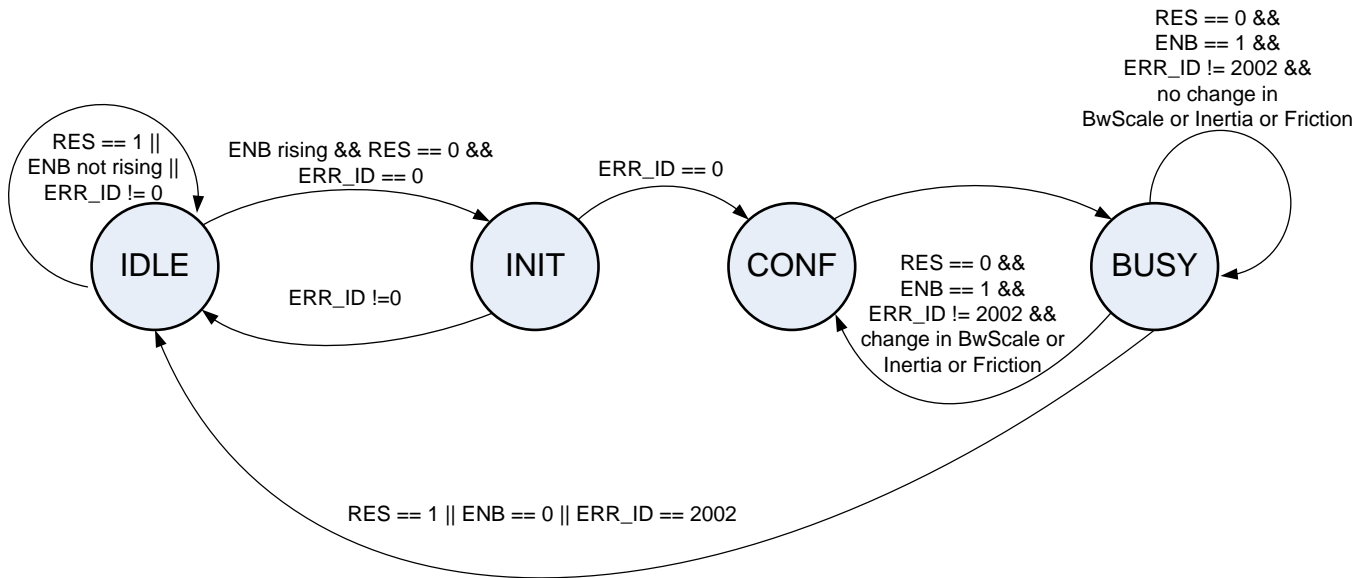 RES == 0 &&
ENB == 1 &&
ERR_ID != 2002 &&
no change in
BwScale or Inertia or Friction
RES == 1 ||
ENB not rising ||
ERR_ID != 0
ENB rising && RES == 0 &&
ERR_ID == 0
ERR_ID == 0
IDLE
INIT
CONF
BUSY
RES == 0 &&
ENB == 1 &&
ERR_ID != 2002 &&
change in BwScale or
Inertia or Friction
ERR_ID !=0
RES == 1 || ENB == 0 || ERR_ID == 2002